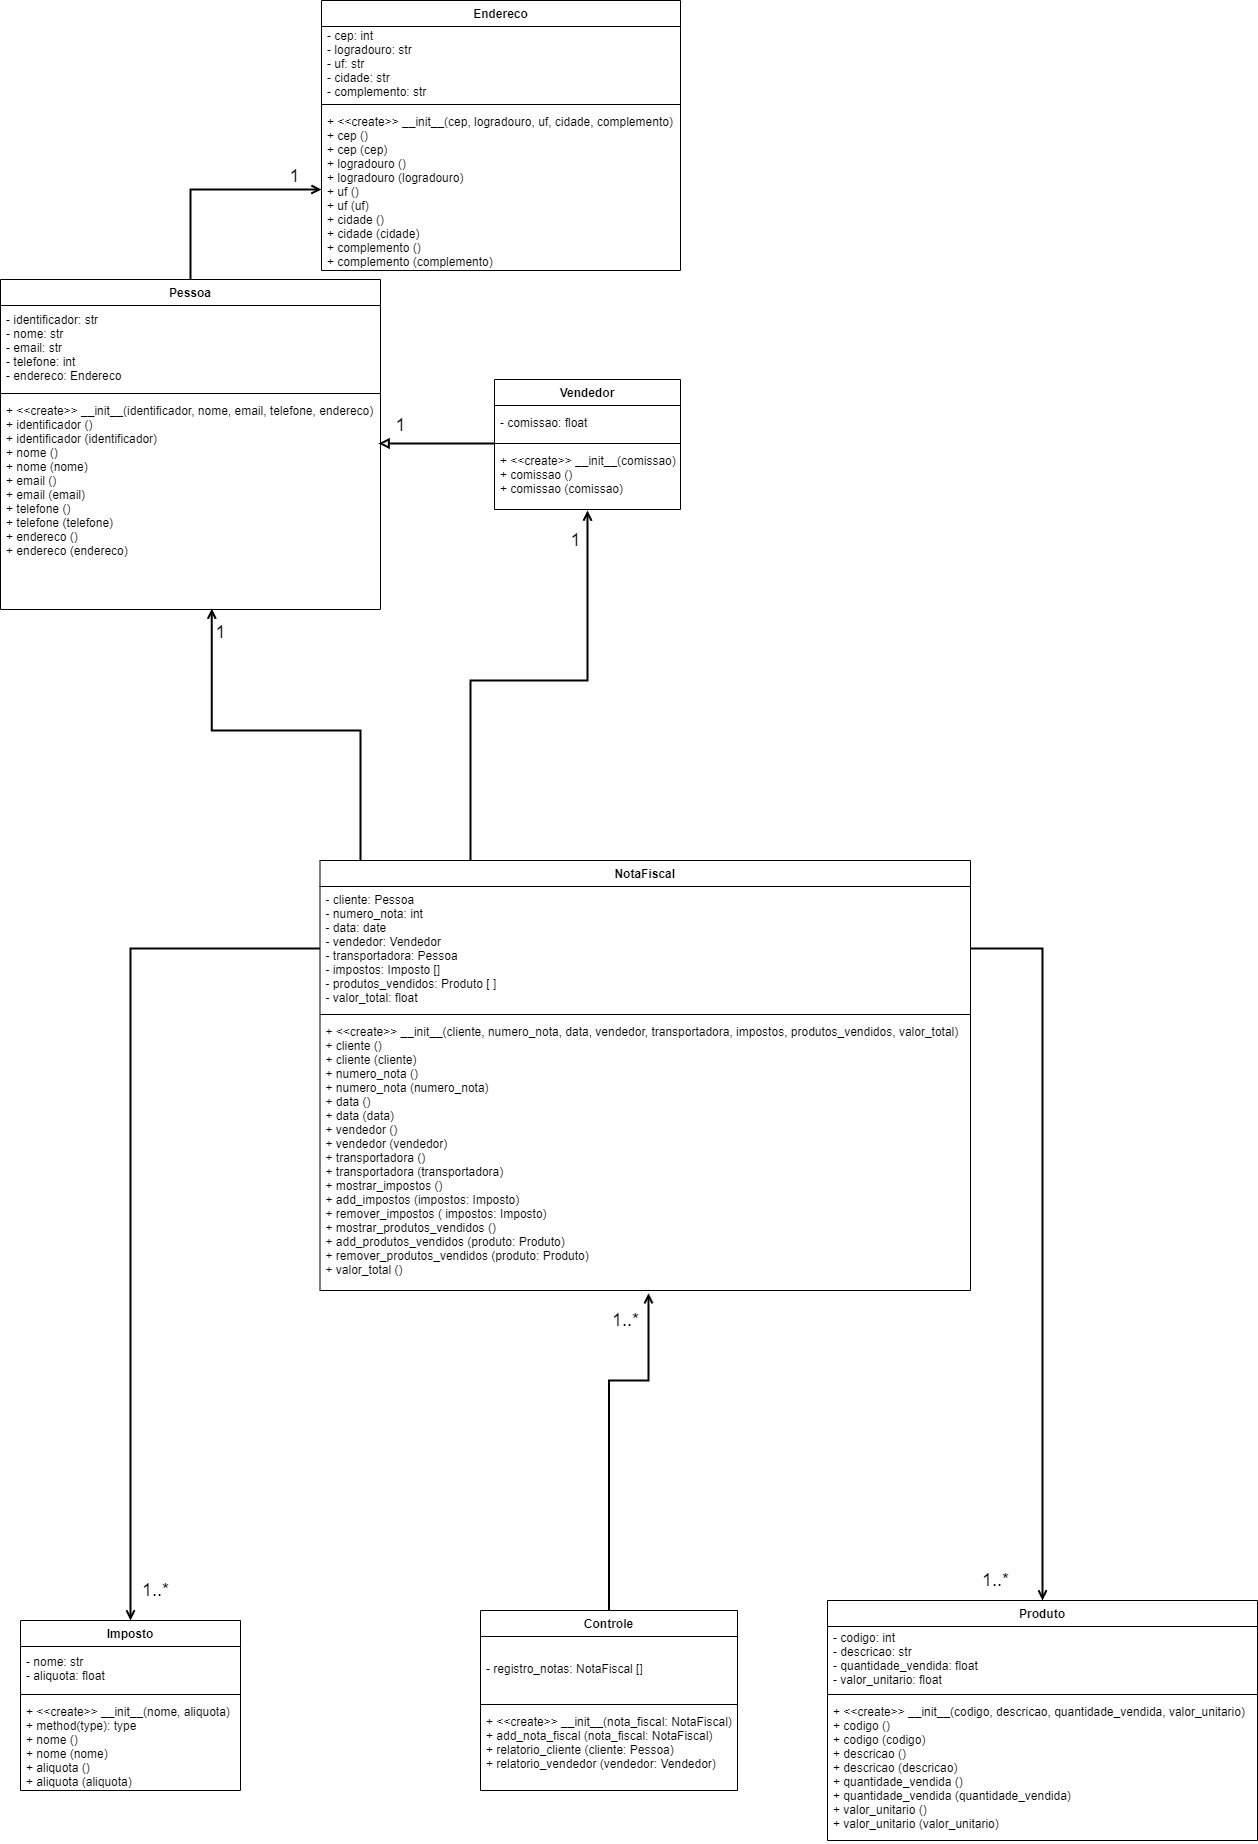 Endereco
- cep: int
- logradouro: str
- uf: str
- cidade: str
- complemento: str
+ <<create>> __init__(cep, logradouro, uf, cidade, complemento)
+ cep ()
+ cep (cep)
+ logradouro ()
+ logradouro (logradouro)
+ uf ()
+ uf (uf)
+ cidade ()
+ cidade (cidade)
+ complemento ()
+ complemento (complemento)
1
Pessoa
- identificador: str
- nome: str
- email: str
- telefone: int
- endereco: Endereco
+ <<create>> __init__(identificador, nome, email, telefone, endereco)
+ identificador ()
+ identificador (identificador)
+ nome ()
+ nome (nome)
+ email ()
+ email (email)
+ telefone ()
+ telefone (telefone)
+ endereco ()
+ endereco (endereco)
1
Vendedor
- comissao: float
+ <<create>> __init__(comissao)
+ comissao ()
+ comissao (comissao)
1
1
NotaFiscal
- cliente: Pessoa
- numero_nota: int
- data: date
- vendedor: Vendedor
- transportadora: Pessoa
- impostos: Imposto []
- produtos_vendidos: Produto [ ]
- valor_total: float
+ <<create>> __init__(cliente, numero_nota, data, vendedor, transportadora, impostos, produtos_vendidos, valor_total)
+ cliente ()
+ cliente (cliente)
+ numero_nota ()
+ numero_nota (numero_nota)
+ data ()
+ data (data)
+ vendedor ()
+ vendedor (vendedor)
+ transportadora ()
+ transportadora (transportadora)
+ mostrar_impostos ()
+ add_impostos (impostos: Imposto)
+ remover_impostos ( impostos: Imposto)
+ mostrar_produtos_vendidos ()
+ add_produtos_vendidos (produto: Produto)
+ remover_produtos_vendidos (produto: Produto)
+ valor_total ()
1..*
1..*
Imposto
- nome: str
- aliquota: float
+ <<create>> __init__(nome, aliquota)
+ method(type): type
+ nome ()
+ nome (nome)
+ aliquota ()
+ aliquota (aliquota)
Controle
- registro_notas: NotaFiscal []
+ <<create>> __init__(nota_fiscal: NotaFiscal)
+ add_nota_fiscal (nota_fiscal: NotaFiscal)
+ relatorio_cliente (cliente: Pessoa)
+ relatorio_vendedor (vendedor: Vendedor)
1..*
Produto
- codigo: int
- descricao: str
- quantidade_vendida: float
- valor_unitario: float
+ <<create>> __init__(codigo, descricao, quantidade_vendida, valor_unitario)
+ codigo ()
+ codigo (codigo)
+ descricao ()
+ descricao (descricao)
+ quantidade_vendida ()
+ quantidade_vendida (quantidade_vendida)
+ valor_unitario ()
+ valor_unitario (valor_unitario)